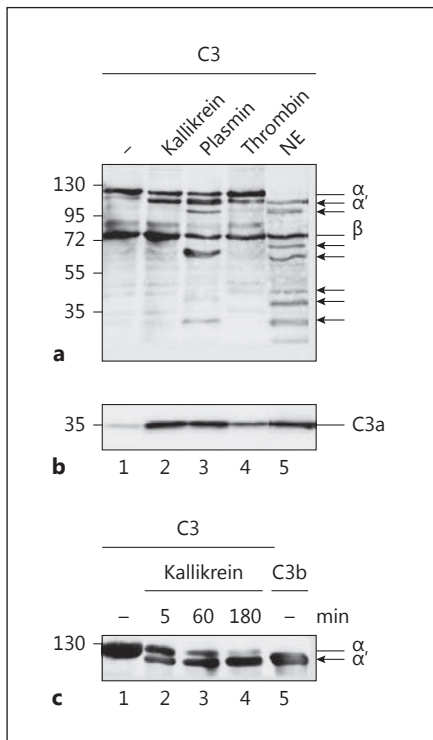 C3
– Kallikrein Plasmin Thrombin NE
130 α
95 α'
72 β
55
35
a
35 C3a
b 1 2 3 4 5
C3
Kallikrein C3b
– 5 60 180 – min
130 α
α'
c 1 2 3 4 5